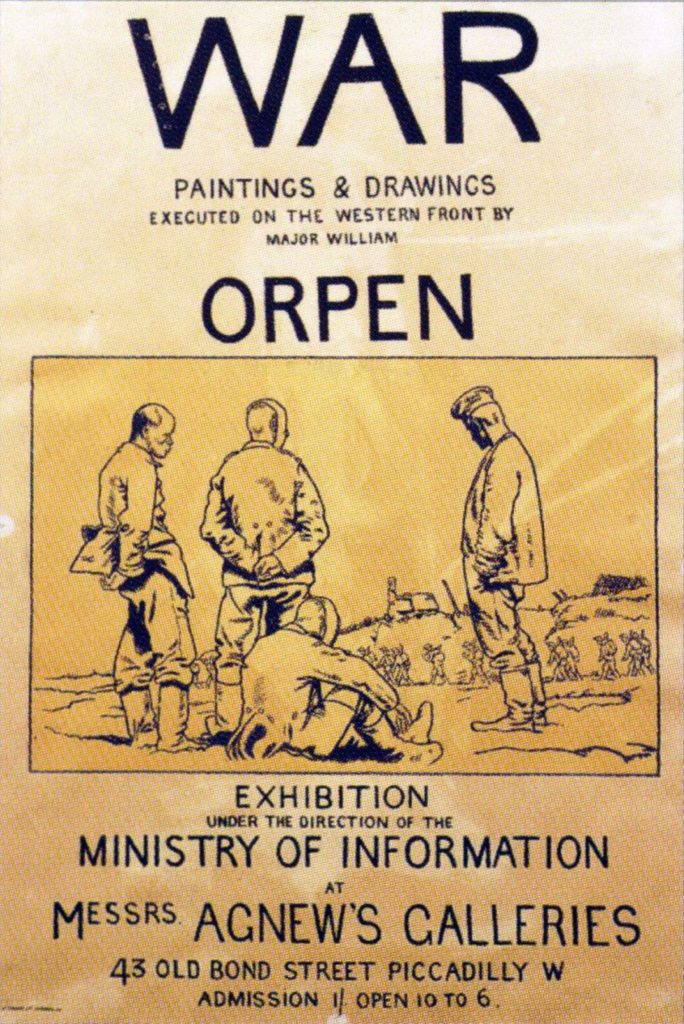 WAR
PAINTINGS & DRAWINGS
EXECUTED ON THE WESTERN FRONT BY
MAJOR WILLIAM
ORPEN
EXHIBITION
UNDER THE DIRECTION OF THE
MINISTRY OF INFORMATION
AT
MESSRS. AGNEW'S GALLERIES
43 OLD BOND STREET PICCADILLY W
ADMISSION 1/ OPEN 10 TO 6.